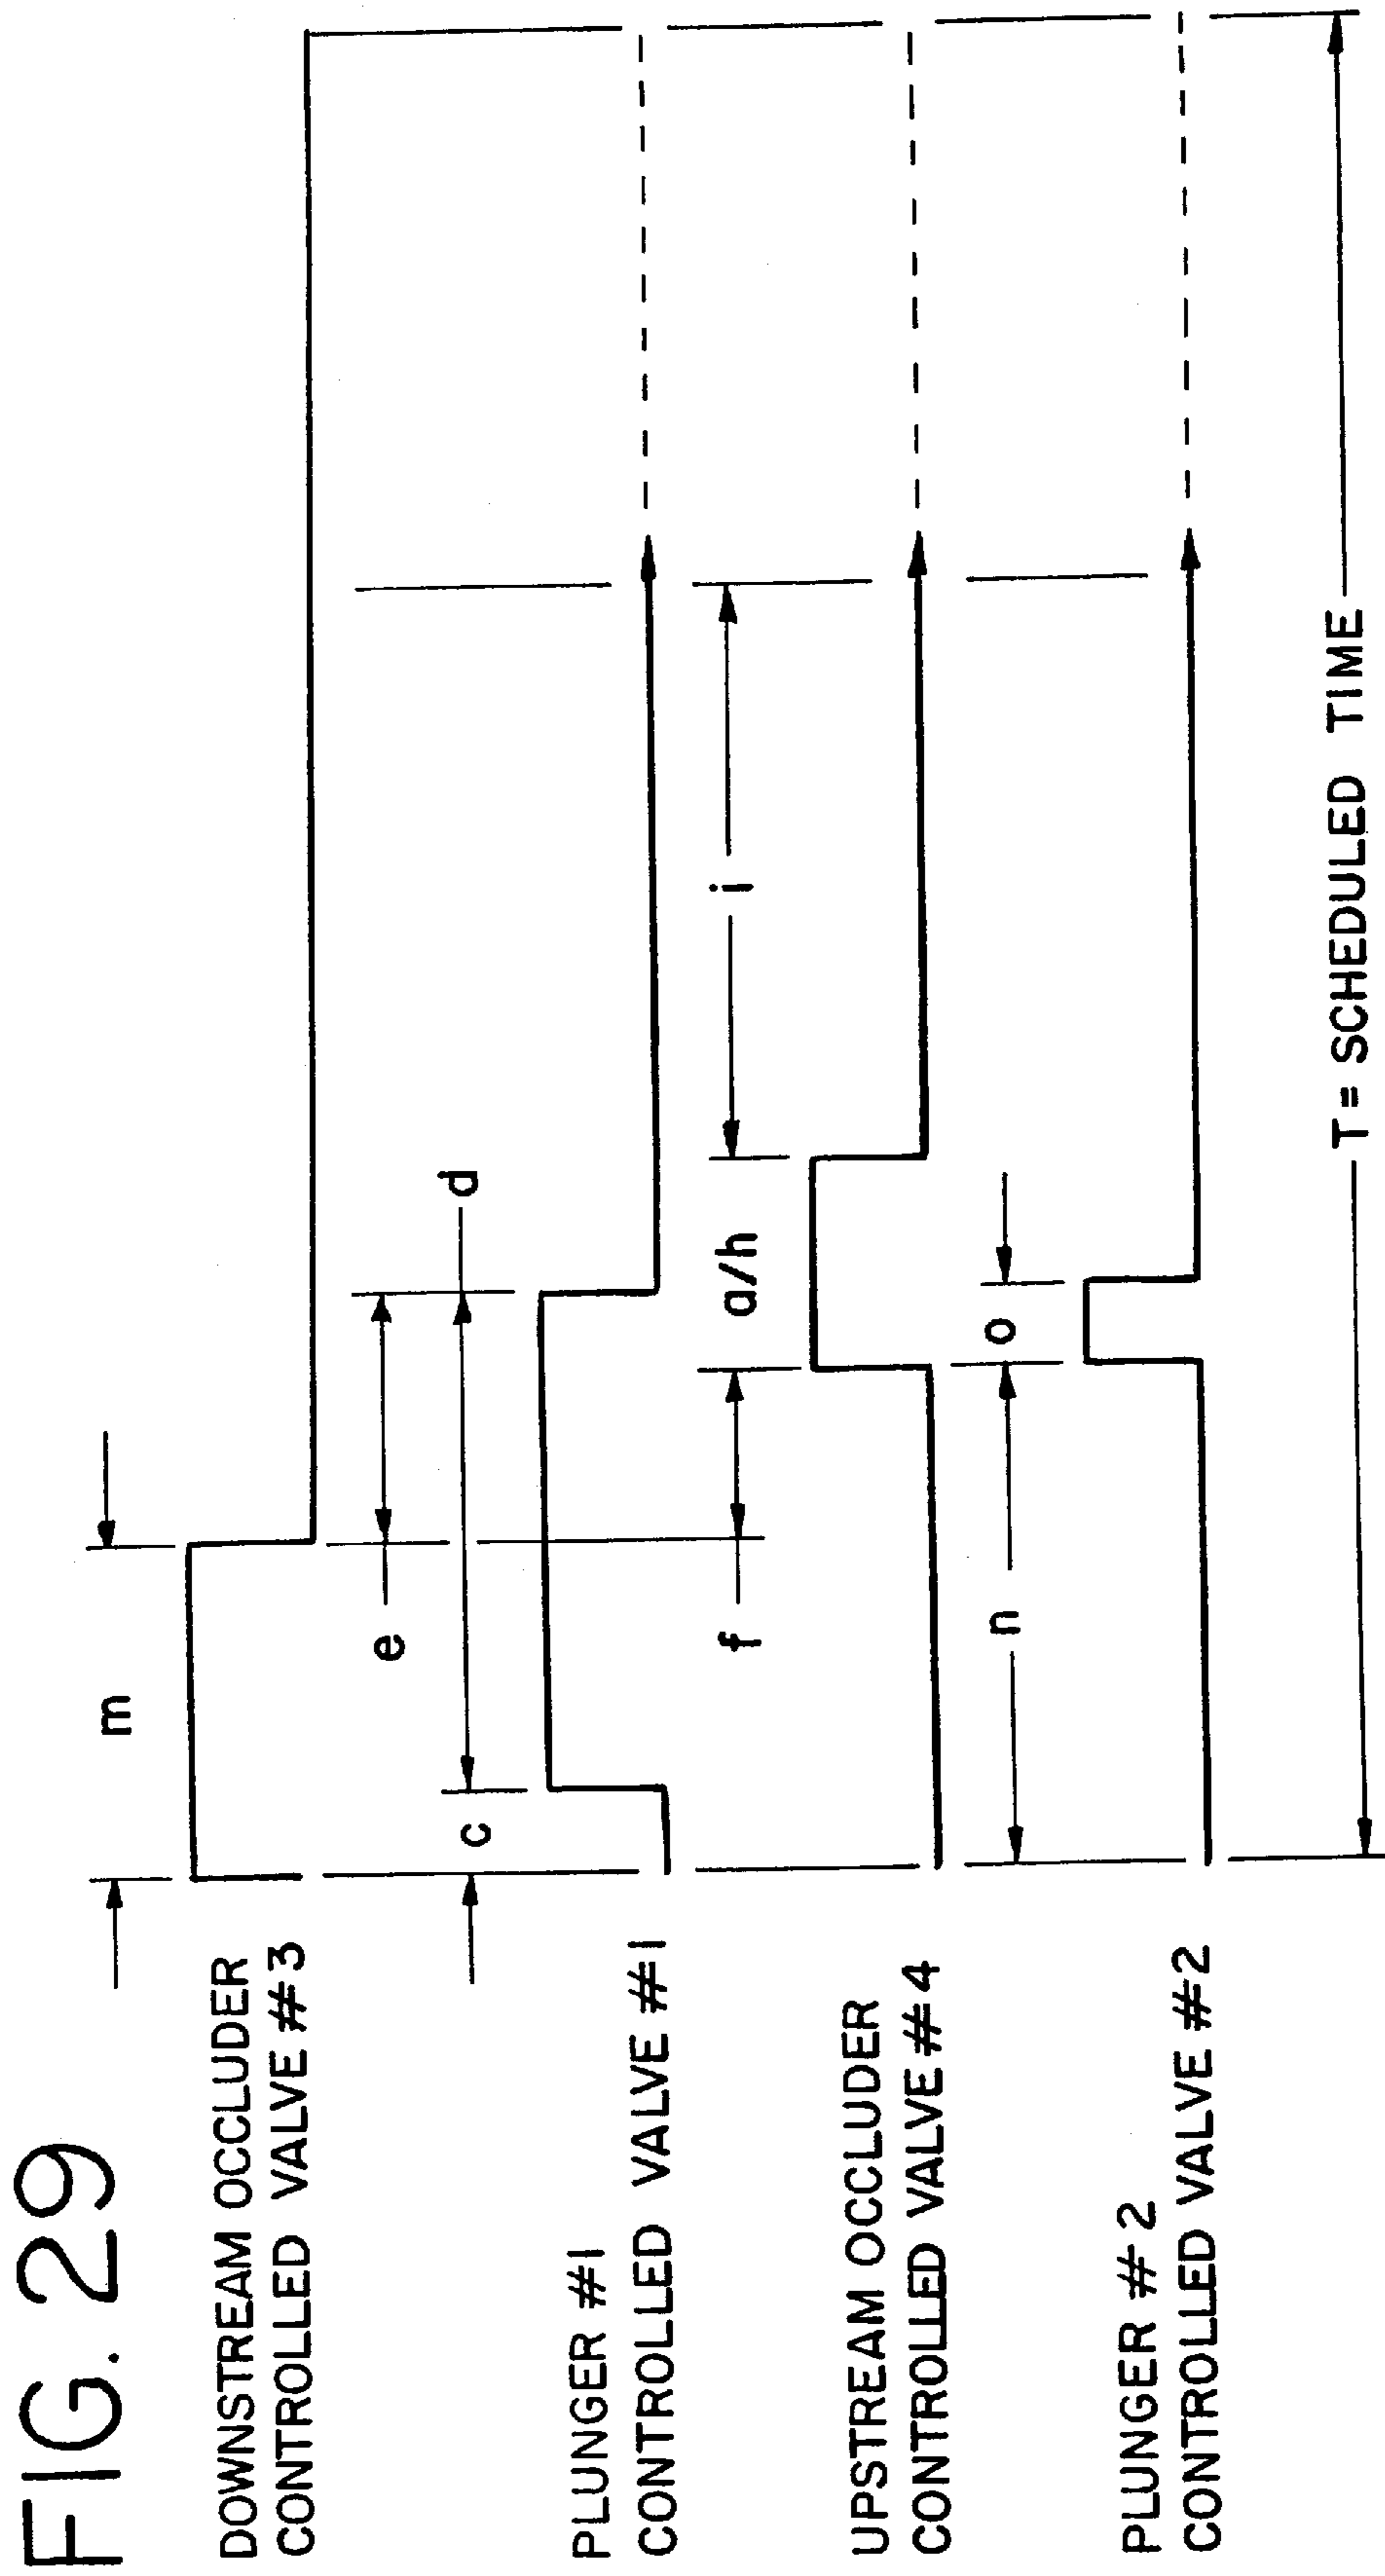 FIG. 29
DOWNSTREAM OCCLUDER
CONTROLLED VALVE #3
m
e
d
c
PLUNGER #1
CONTROLLED VALVE #1
f
a/h
i
UPSTREAM OCCLUDER
CONTROLLED VALVE #4
n
o
PLUNGER #2
CONTROLLED VALVE #2
T = SCHEDULED TIME